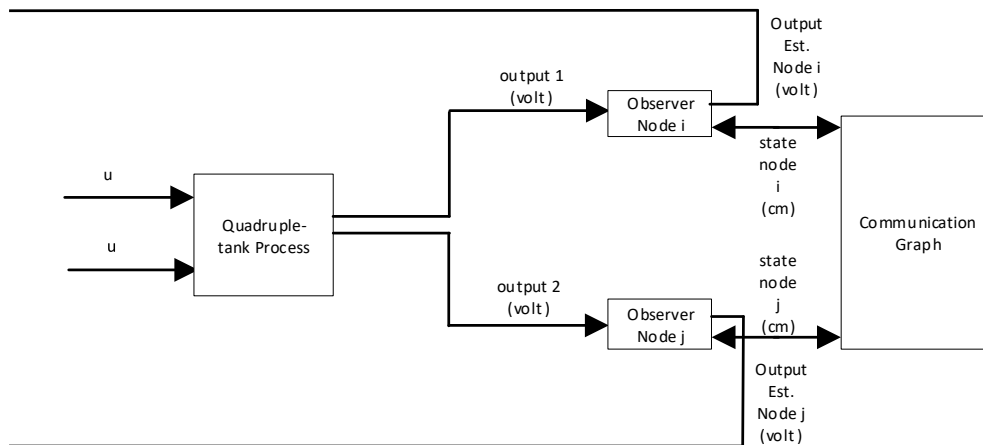 Output
Est.
Node i
(volt)
output 1
(volt)
Observer
Node i
state
node
i
(cm)
u
Quadruple-
tank Process
u
Communication
Graph
state
node
j
(cm)
output 2
(volt)
Observer
Node j
Output
Est.
Node j
(volt)